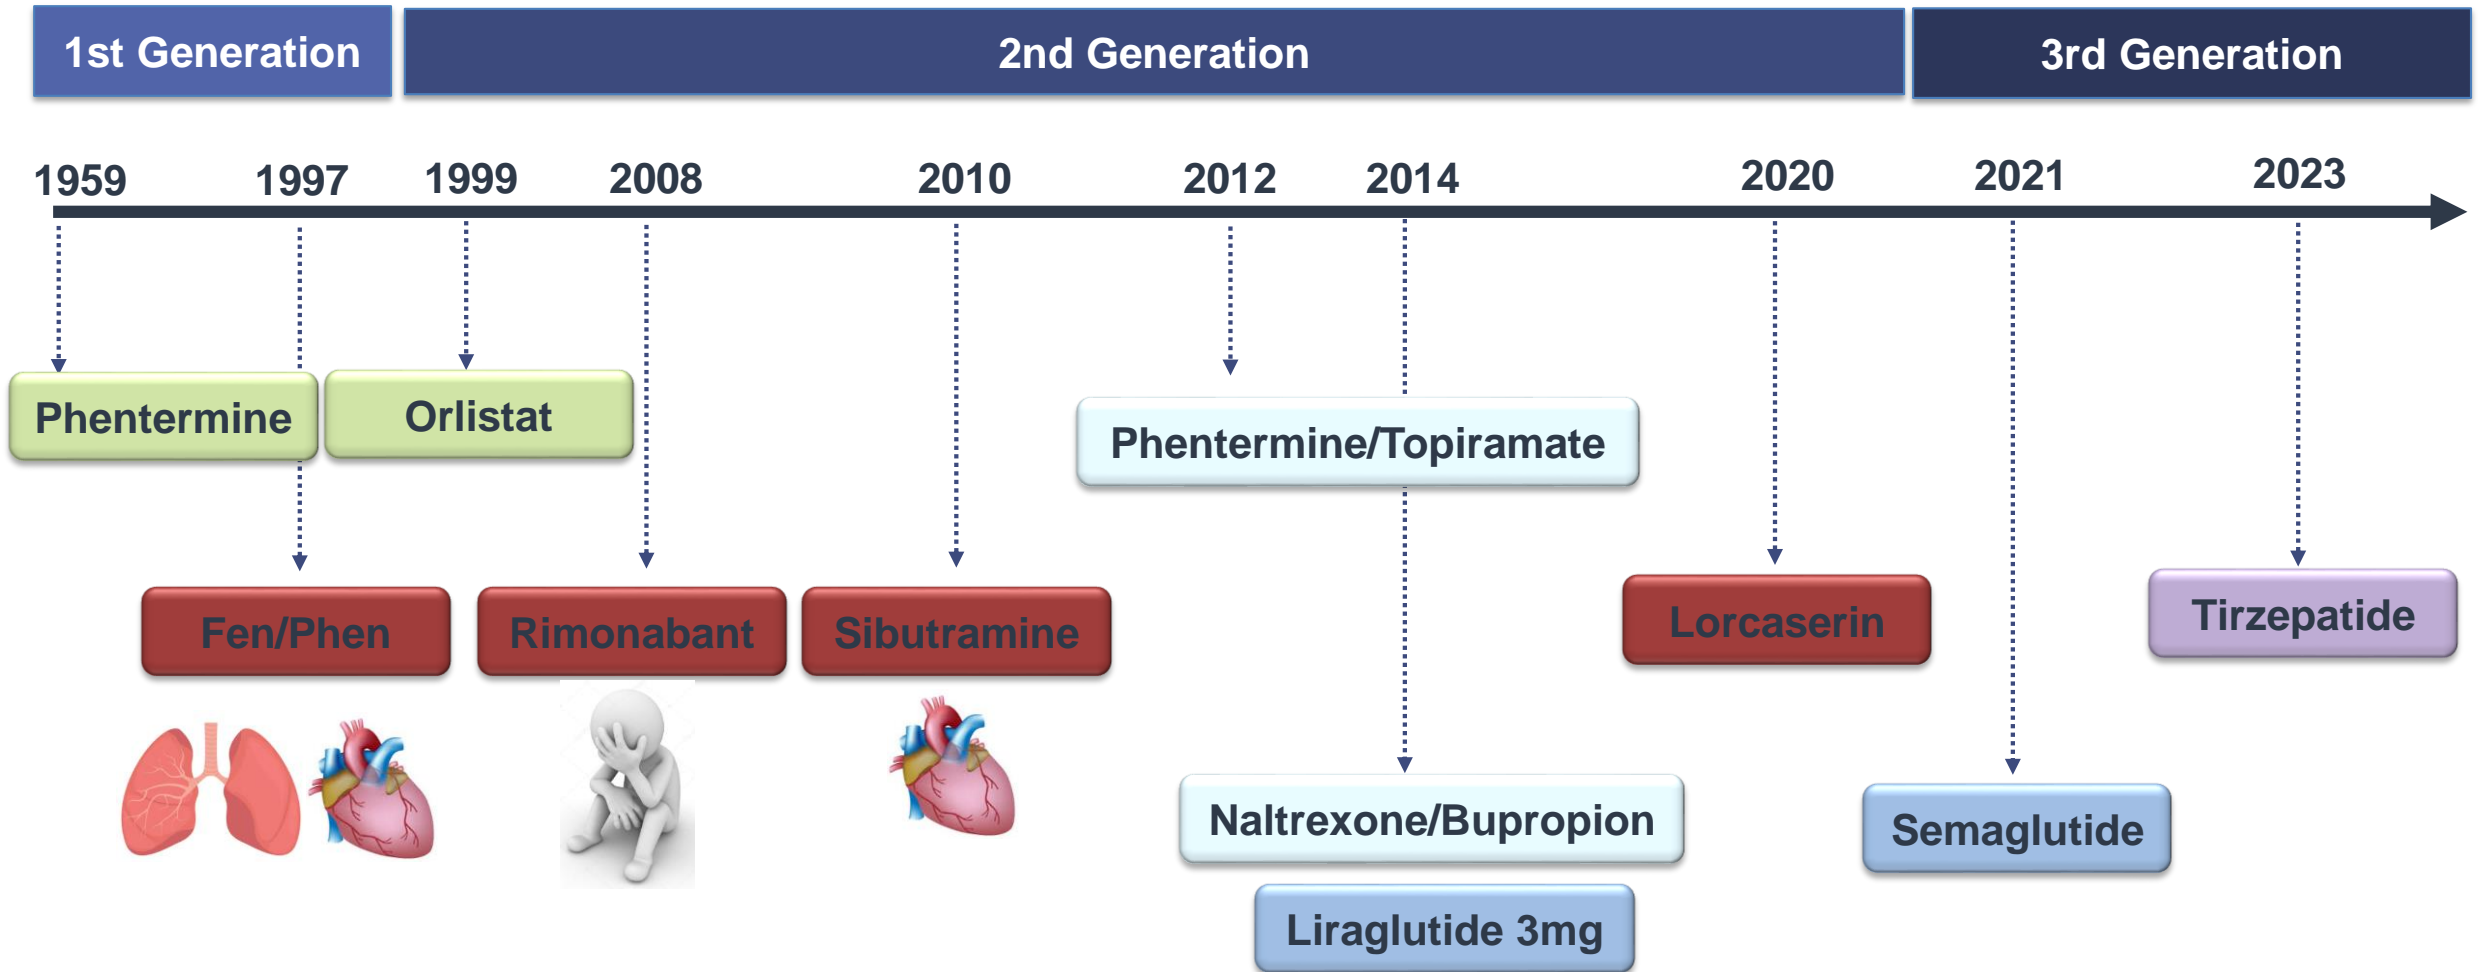 1st Generation
2nd Generation
3rd Generation
1959
1997
1999
2008
2010
2012
2014
2020
2021
2023
Phentermine
Orlistat
Phentermine/Topiramate
Fen/Phen
Rimonabant
Sibutramine
Lorcaserin
Tirzepatide
Naltrexone/Bupropion
Semaglutide
Liraglutide 3mg